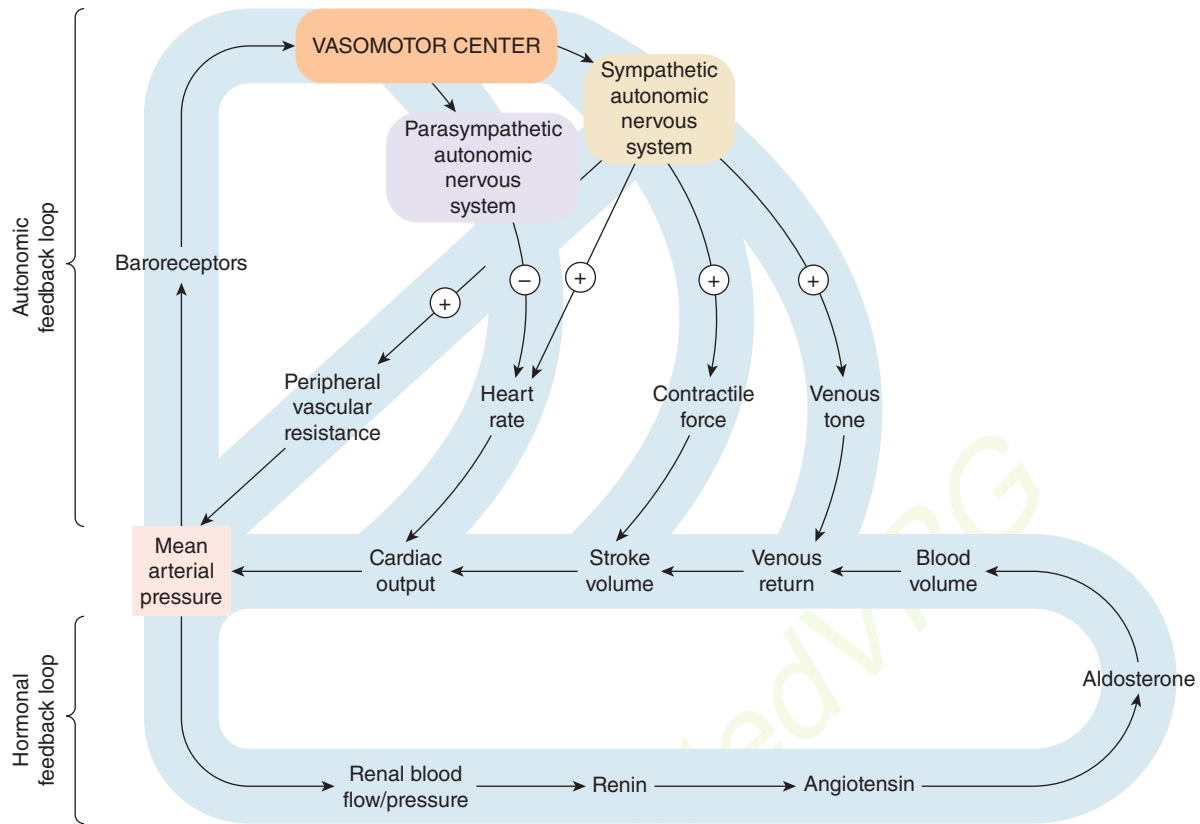 VASOMOTOR CENTER
Sympathetic
autonomic
nervous
system
Parasympathetic
autonomic
nervous
system
Autonomic
feedback loop
Baroreceptors
+
−
+
+
+
Peripheral
vascular
resistance
Heart
rate
Contractile
force
Venous
tone
Mean
arterial
pressure
Cardiac
output
Stroke
volume
Venous
return
Blood
volume
Hormonal
feedback loop
Aldosterone
Renal blood
flow/pressure
Renin
Angiotensin